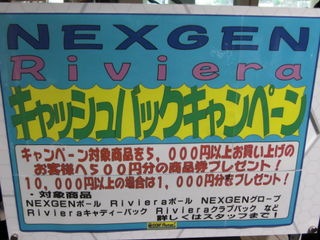 NEXGEN
Riviera
キャッシュバックキャンペーン
キャンペーン対象商品を5,000円以上お買い上げの
お客様へ500円分の商品券プレゼント!
10,000円以上の場合は1,000円分をプレゼント!
・対象商品
NEXGENボール Rivieraボール NEXGENグローブ
Rivieraキャディーバック Rivieraクラブバック など
詳しくはスタッフまで!